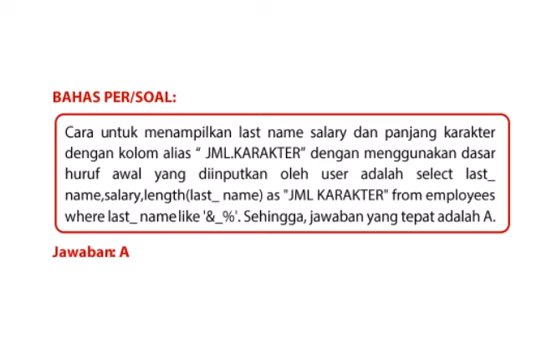 BAHAS PER/SOAL:
Cara untuk menampilkan last name salary dan panjang karakter
dengan kolom alias “ JML.KARAKTER” dengan menggunakan dasar
huruf awal yang diinputkan oleh user adalah select last_
name,salary,length(last_ name) as "JML KARAKTER" from employees
where last_ name like '&_%'. Sehingga, jawaban yang tepat adalah A.
Jawaban: A